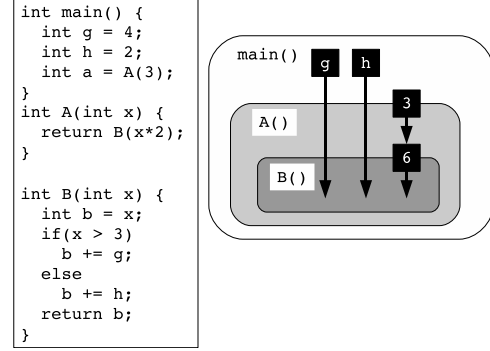 int main() {
  int g = 4;
  int h = 2;
  int a = A(3);
}
int A(int x) {
  return B(x*2);
}

int B(int x) {
  int b = x;
  if(x > 3)
    b += g;
  else
    b += h;
  return b;
}
main()
g
h
3
A()
6
B()